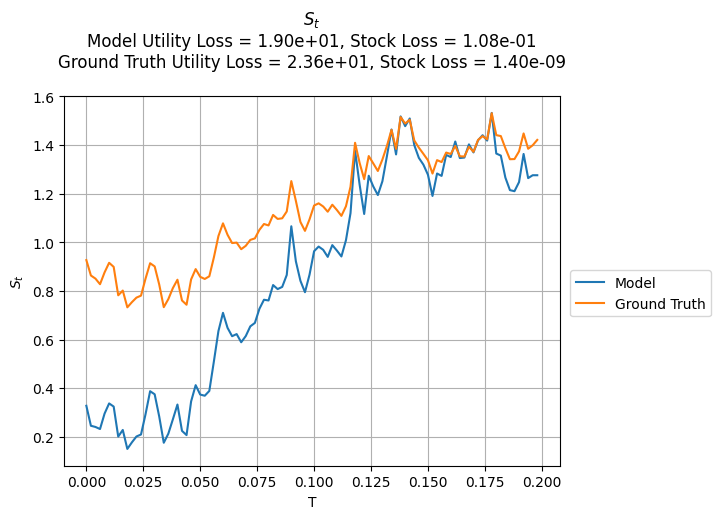 S_t
Model Utility Loss = 1.90e+01, Stock Loss = 1.08e-01
Ground Truth Utility Loss = 2.36e+01, Stock Loss = 1.40e-09
1.6
1.4
1.2
1.0
0.8
0.6
0.4
0.2
S_t
0.000 0.025 0.050 0.075 0.100 0.125 0.150 0.175 0.200
T
Model
Ground Truth